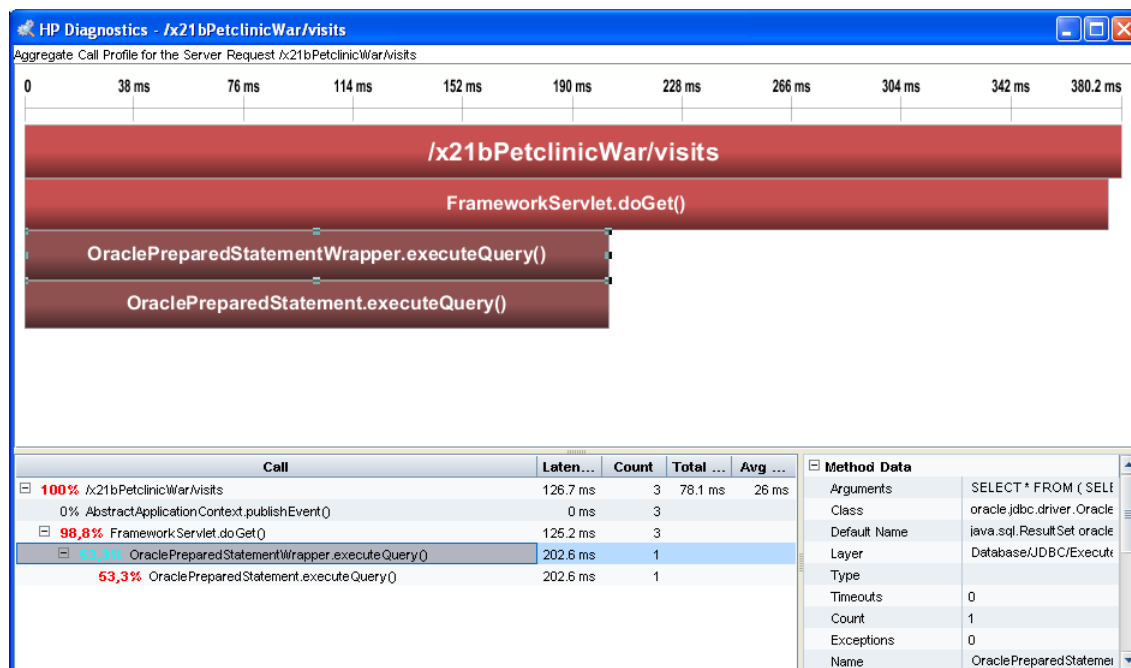 HP Diagnostics - /x21bPetclinicWar/visits
Aggregate Call Profile for the Server Request /x21bPetclinicWar/visits
0 38 ms 76 ms 114 ms 152 ms 190 ms 228 ms 266 ms 304 ms 342 ms 380.2 ms
/x21bPetclinicWar/visits
FrameworkServlet.doGet()
OraclePreparedStatementWrapper.executeQuery()
OraclePreparedStatement.executeQuery()
Call Laten... Count Total ... Avg ...
100% /x21bPetclinicWar/visits 126.7 ms 3 78.1 ms 26 ms
0% AbstractApplicationContext.publishEvent() 0 ms 3
98,8% FrameworkServlet.doGet() 125.2 ms 3
53,3% OraclePreparedStatementWrapper.executeQuery() 202.6 ms 1
53,3% OraclePreparedStatement.executeQuery() 202.6 ms 1
Method Data
Arguments SELECT * FROM ( SELE
Class oracle.jdbc.driver.Oracle
Default Name java.sql.ResultSet oracle
Layer Database/JDBC/Execute
Type
Timeouts 0
Count 1
Exceptions 0
Name OraclePreparedStatemer